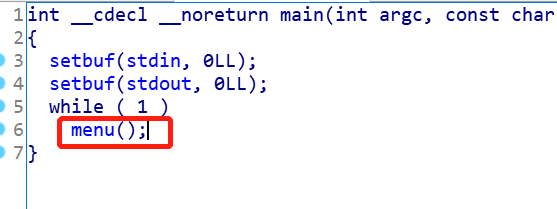 1 int __cdecl __noreturn main(int argc, const char
2 {
3 setbuf(stdin, 0LL);
4 setbuf(stdout, 0LL);
5 while ( 1 )
6 menu();
7 }